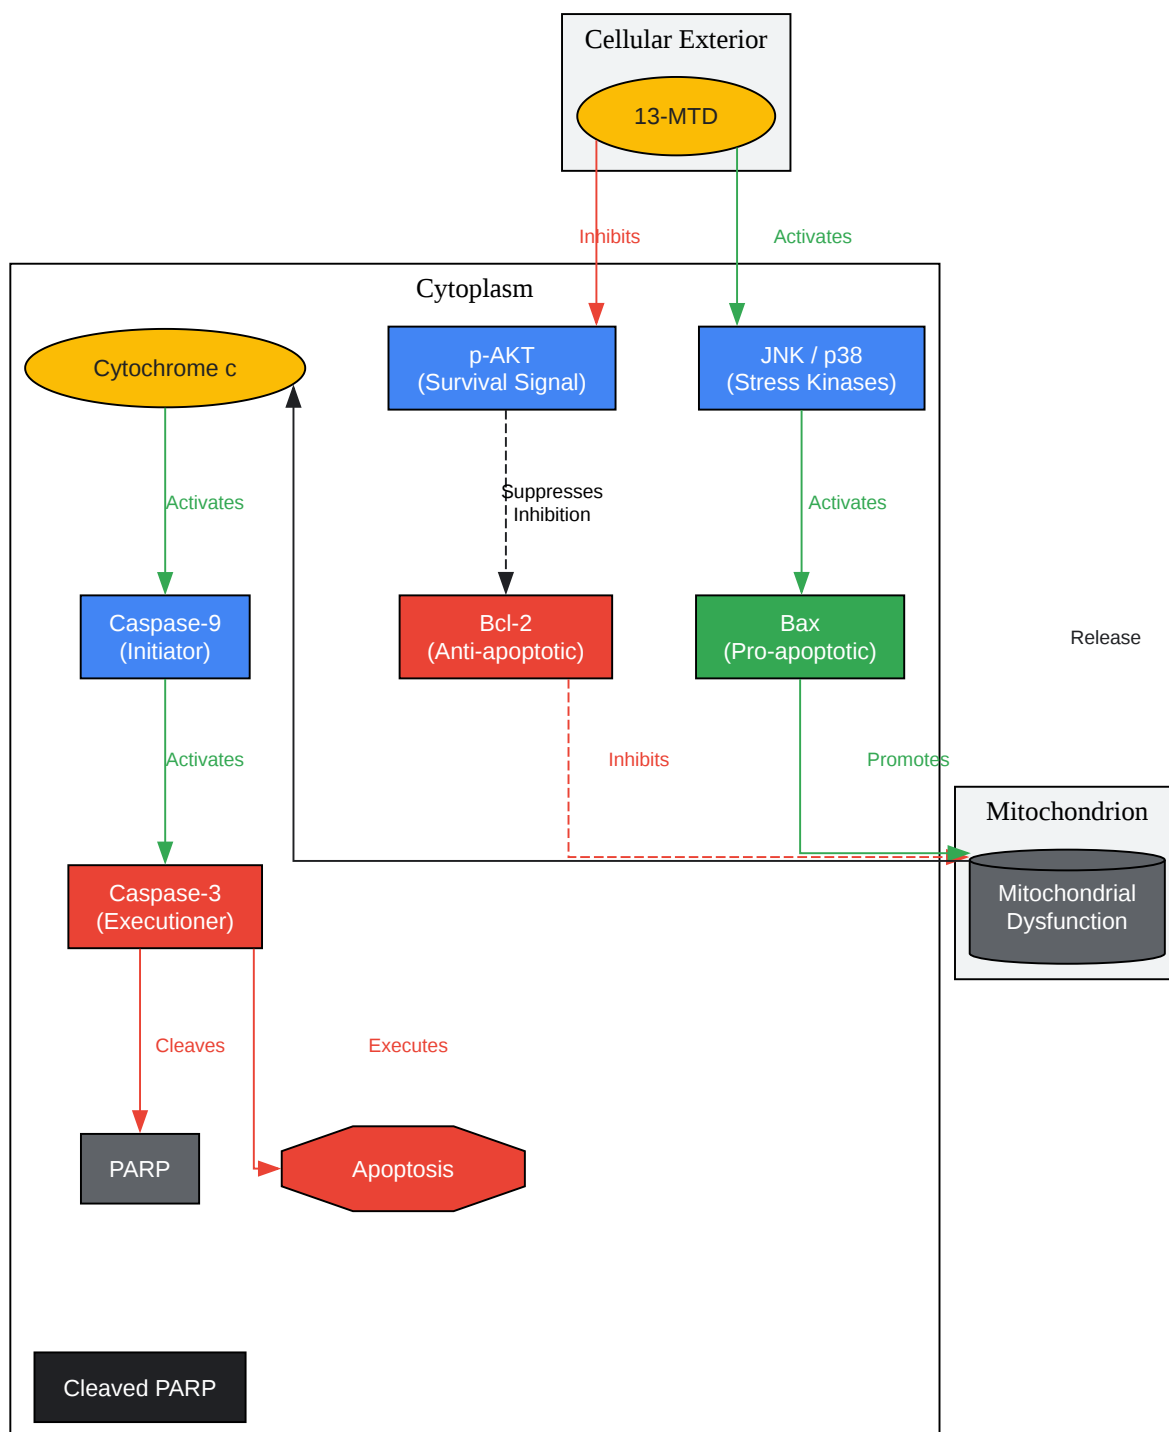 Cellular Exterior
13-MTD
Inhibits
Activates
Cytoplasm
Cytochrome c
p-AKT
(Survival Signal)
JNK / p38
(Stress Kinases)
Activates
Suppresses
Inhibition
Activates
Caspase-9
(Initiator)
Bcl-2
(Anti-apoptotic)
Bax
(Pro-apoptotic)
Release
Activates
Inhibits
Promotes
Mitochondrion
Caspase-3
(Executioner)
Mitochondrial
Dysfunction
Cleaves
Executes
PARP
Apoptosis
Cleaved PARP